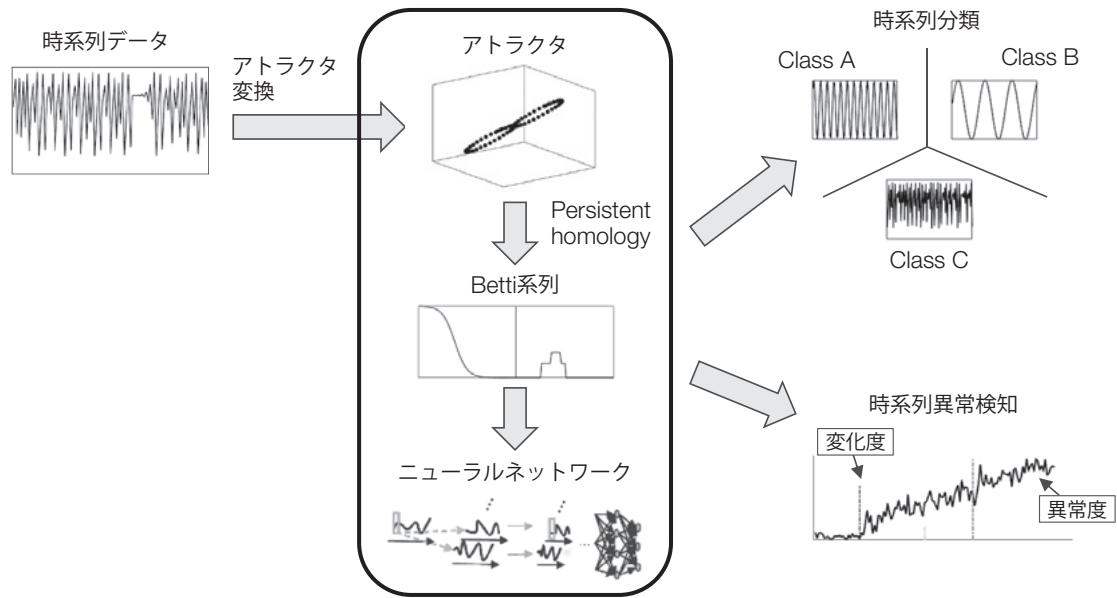 時系列データ
アトラクタ
変換
アトラクタ
Persistent
homology
Betti系列
ニューラルネットワーク
時系列分類
Class A
Class B
Class C
時系列異常検知
変化度
異常度